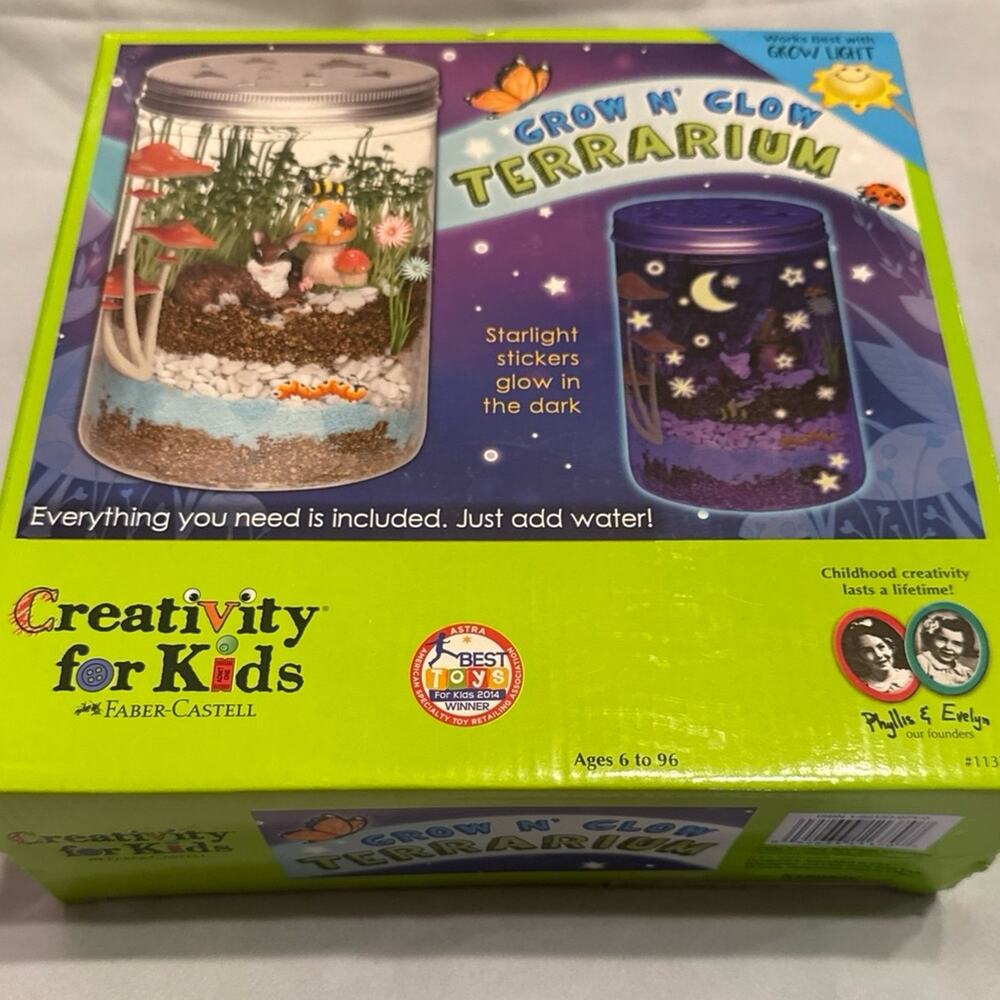 Works Best with
GROW LIGHT
GROW N' GLOW
TERRARIUM
Starlight
stickers
glow in
the dark
Everything you need is included. Just add water!
Creativity
for Kids
FABER-CASTELL
ASTRA
BEST
TOYS
For Kids 2014
WINNER
AMERICAN SPECIALTY TOY RETAILING ASSOCIATION
Childhood creativity
lasts a lifetime!
Phyllis & Evelyn
our founders
Ages 6 to 96
#113
Creativity
for Kids
FABER-CASTELL
GROW N' GLOW
TERRARIUM